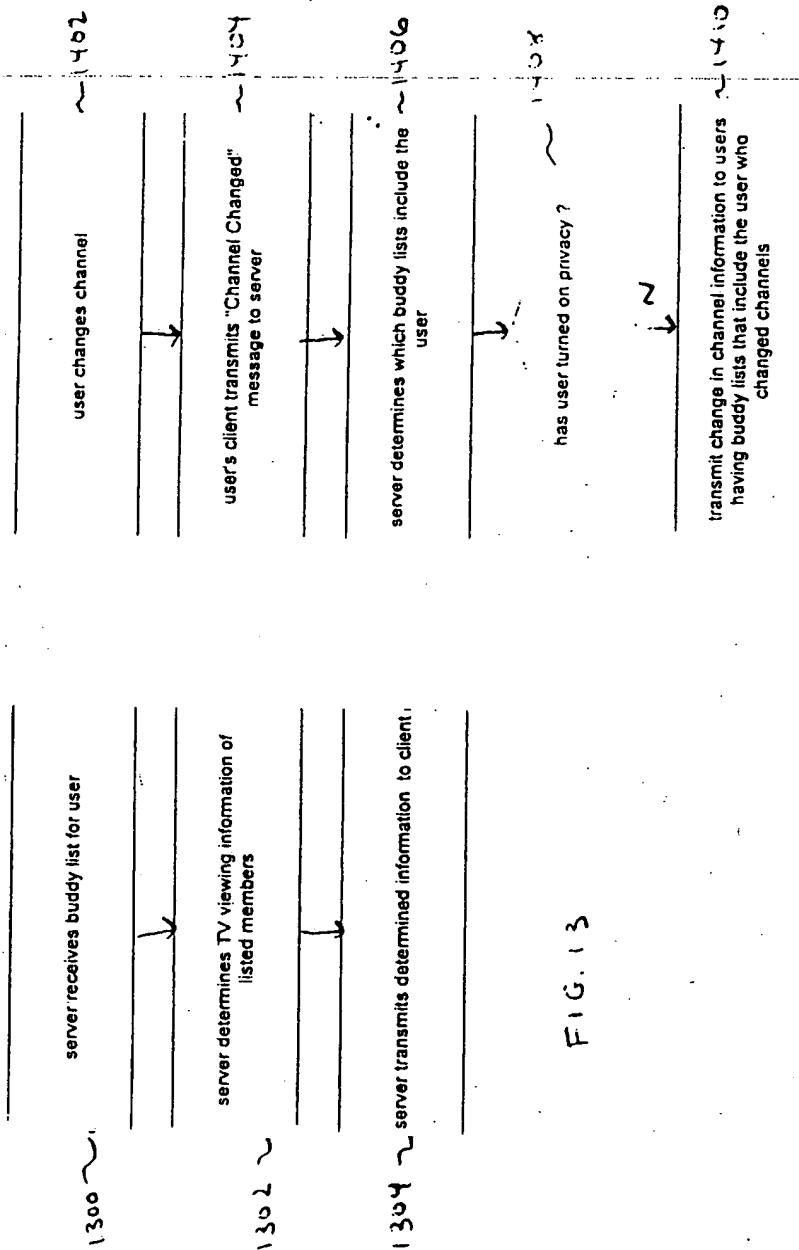 1300
server receives buddy list for user
1302
server determines TV viewing information of
listed members
1304
server transmits determined information to client
FIG. 13
user changes channel
1402
user's client transmits "Channel Changed"
message to server
1404
server determines which buddy lists include the
user
1406
has user turned on privacy ?
1408
N
transmit change in channel information to users
having buddy lists that include the user who
changed channels
1410